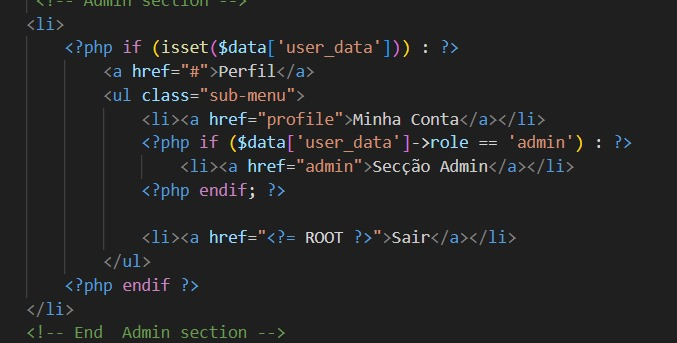 <!-- Admin section -->
<li>
<?php if (isset($data['user_data'])) : ?>
<a href="#">Perfil</a>
<ul class="sub-menu">
<li><a href="profile">Minha Conta</a></li>
<?php if ($data['user_data']->role == 'admin') : ?>
<li><a href="admin">Secção Admin</a></li>
<?php endif; ?>
<li><a href="<?= ROOT ?>">Sair</a></li>
</ul>
<?php endif ?>
</li>
<!-- End  Admin section -->